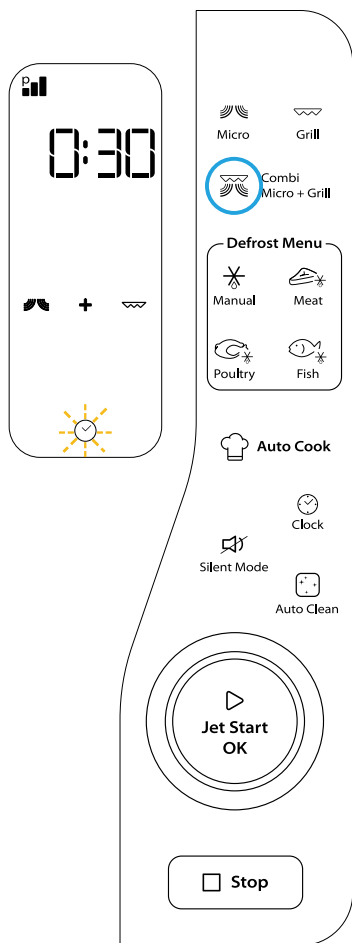 P
0:30
Micro
Grill
Combi
Micro + Grill
Defrost Menu
Manual
Meat
Poultry
Fish
Auto Cook
Clock
Silent Mode
Auto Clean
Jet Start
OK
Stop